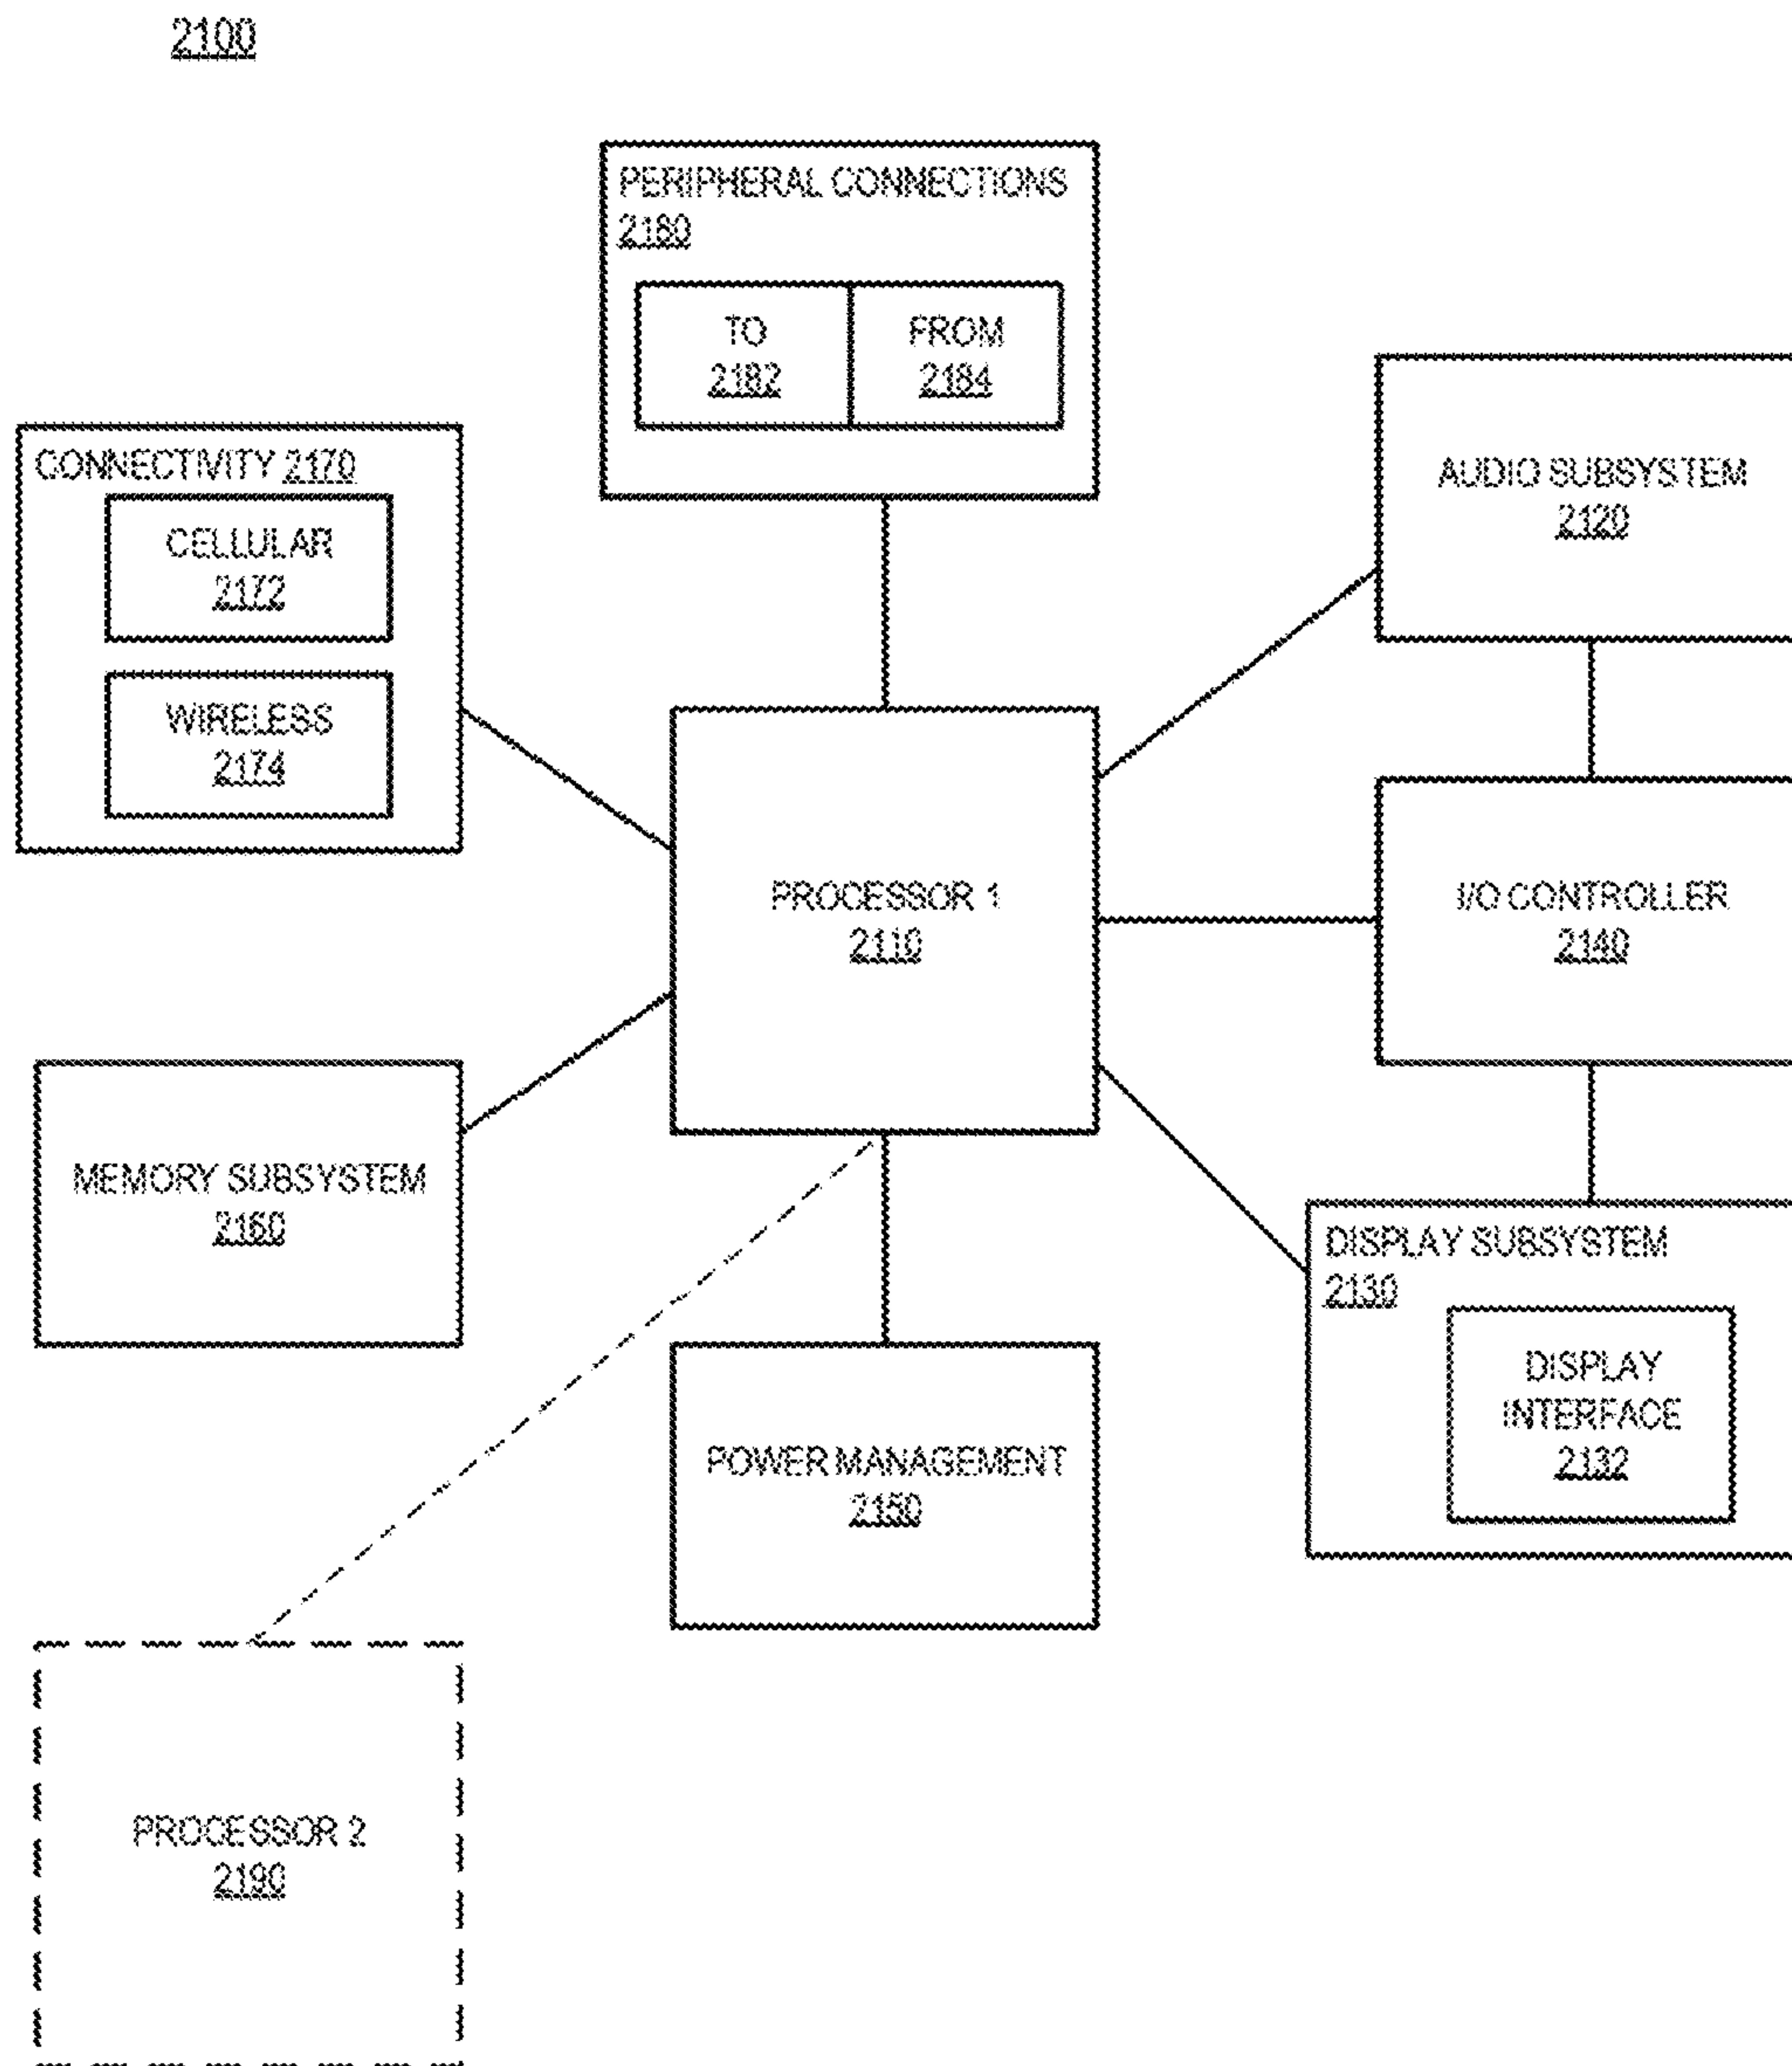 2100
PERIPHERAL CONNECTIONS
2180
TO
2182
FROM
2184
AUDIO SUBSYSTEM
2120
CONNECTIVITY 2170
CELLULAR
2172
WIRELESS
2174
PROCESSOR 1
2110
I/O CONTROLLER
2140
MEMORY SUBSYSTEM
2160
DISPLAY SUBSYSTEM
2130
DISPLAY
INTERFACE
2132
POWER MANAGEMENT
2150
PROCESSOR 2
2190